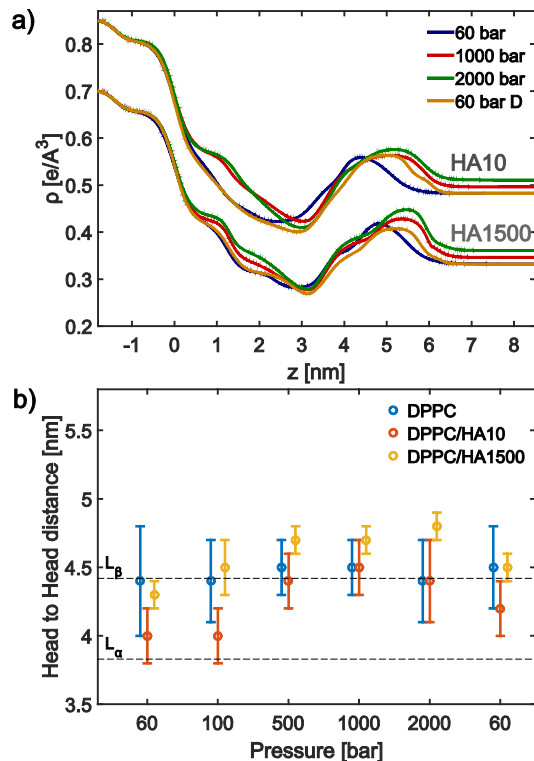 a)
60 bar
1000 bar
2000 bar
60 bar D
HA10
HA1500
ρ [e/A³]
0.8
0.7
0.6
0.5
0.4
0.3
0.2
-1 0 1 2 3 4 5 6 7 8
z [nm]
b)
DPPC
DPPC/HA10
DPPC/HA1500
Head to Head distance [nm]
5.5
5
4.5
4
3.5
Lβ
Lα
60 100 500 1000 2000 60
Pressure [bar]